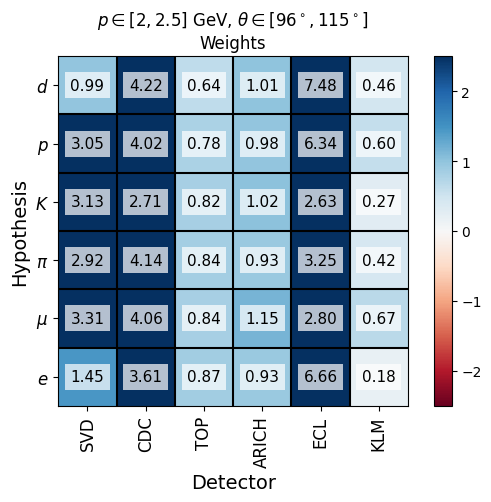 p ∈ [2, 2.5] GeV, θ ∈ [96°, 115°]
Weights
d 0.99 4.22 0.64 1.01 7.48 0.46
p 3.05 4.02 0.78 0.98 6.34 0.60
K 3.13 2.71 0.82 1.02 2.63 0.27
π 2.92 4.14 0.84 0.93 3.25 0.42
μ 3.31 4.06 0.84 1.15 2.80 0.67
e 1.45 3.61 0.87 0.93 6.66 0.18
Hypothesis
SVD CDC TOP ARICH ECL KLM
Detector
2
1
0
−1
−2